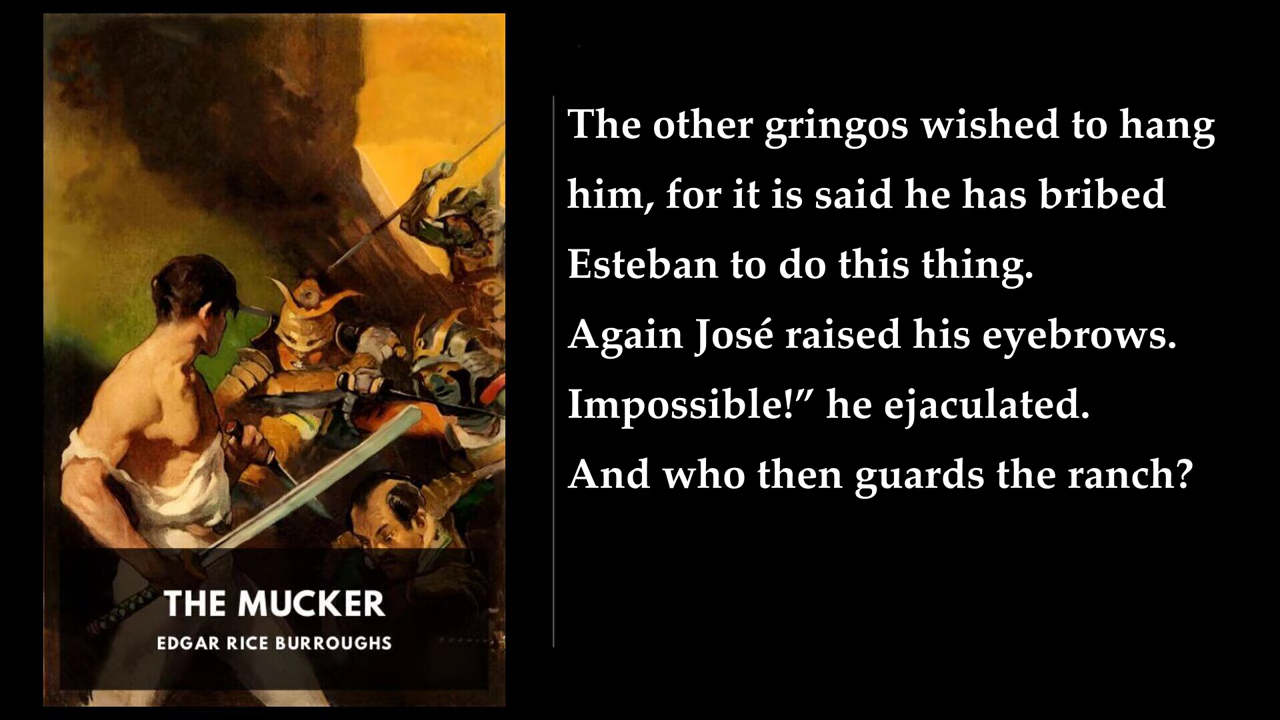 The other gringos wished to hang
him, for it is said he has bribed
Esteban to do this thing.
Again José raised his eyebrows.
Impossible!” he ejaculated.
And who then guards the ranch?
THE MUCKER
EDGAR RICE BURROUGHS